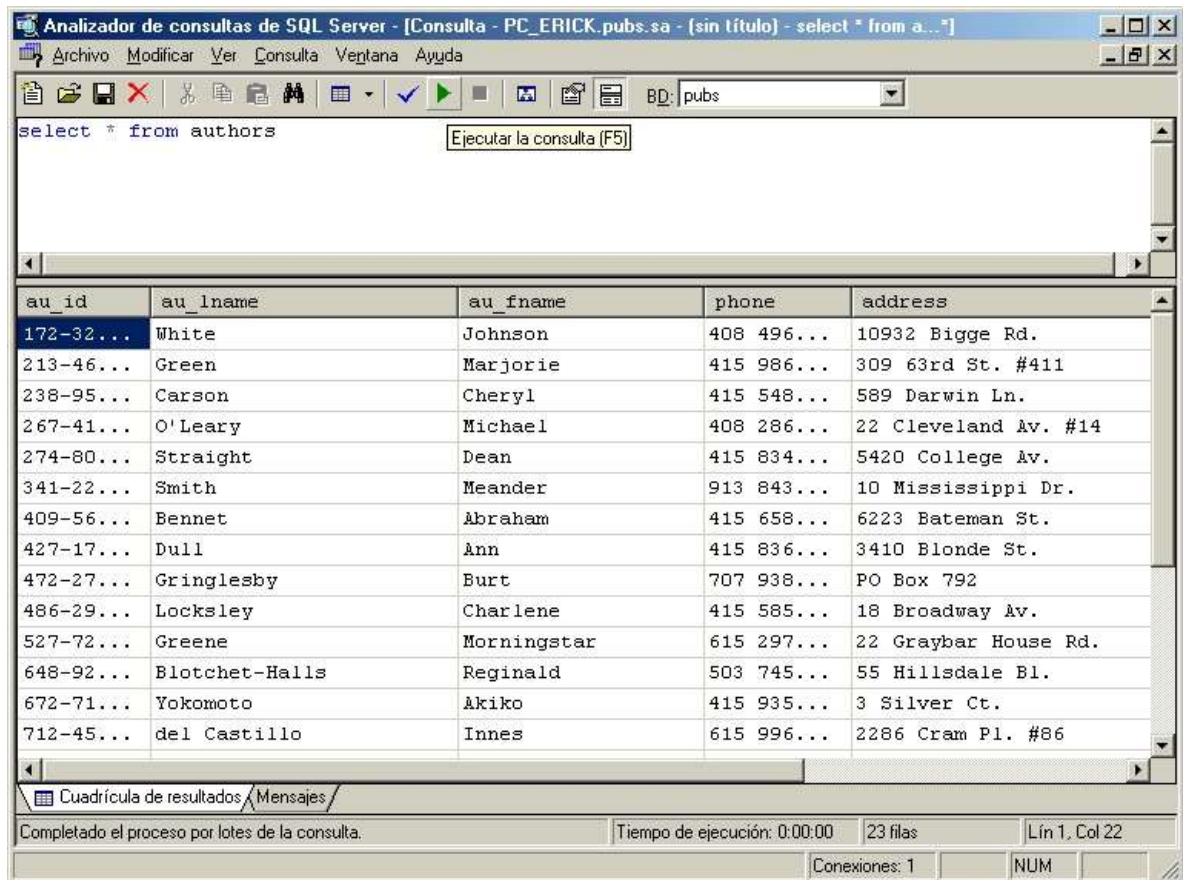 Analizador de consultas de SQL Server - [Consulta - PC_ERICK.pubs.sa - (sin título) - select * from a...*]
Archivo Modificar Ver Consulta Ventana Ayuda
BD: pubs
select * from authors
Ejecutar la consulta (F5)
au_id au_lname au_fname phone address
172-32... White Johnson 408 496... 10932 Bigge Rd.
213-46... Green Marjorie 415 986... 309 63rd St. #411
238-95... Carson Cheryl 415 548... 589 Darwin Ln.
267-41... O'Leary Michael 408 286... 22 Cleveland Av. #14
274-80... Straight Dean 415 834... 5420 College Av.
341-22... Smith Meander 913 843... 10 Mississippi Dr.
409-56... Bennet Abraham 415 658... 6223 Bateman St.
427-17... Dull Ann 415 836... 3410 Blonde St.
472-27... Gringlesby Burt 707 938... PO Box 792
486-29... Locksley Charlene 415 585... 18 Broadway Av.
527-72... Greene Morningstar 615 297... 22 Graybar House Rd.
648-92... Blotchet-Halls Reginald 503 745... 55 Hillsdale Bl.
672-71... Yokomoto Akiko 415 935... 3 Silver Ct.
712-45... del Castillo Innes 615 996... 2286 Cram Pl. #86
Cuadrícula de resultados Mensajes
Completado el proceso por lotes de la consulta. Tiempo de ejecución: 0:00:00 23 filas Lín 1, Col 22
Conexiones: 1 NUM